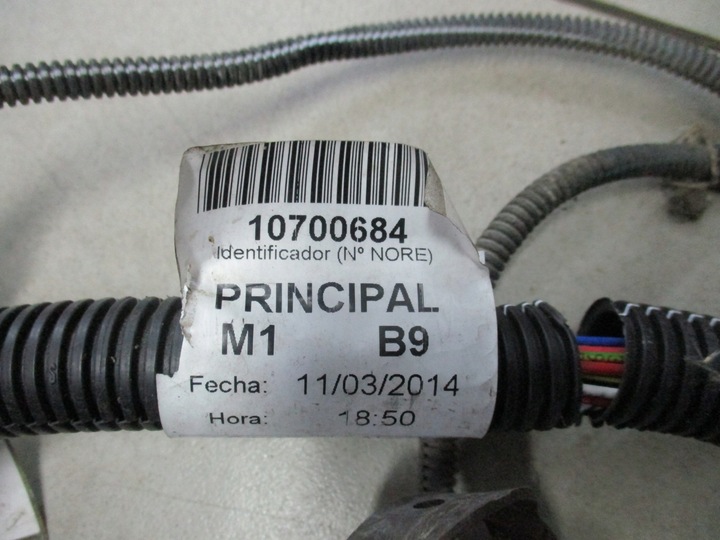 10700684
Identificador (Nº NORE)
PRINCIPAL
M1 B9
Fecha: 11/03/2014
Hora: 18:50